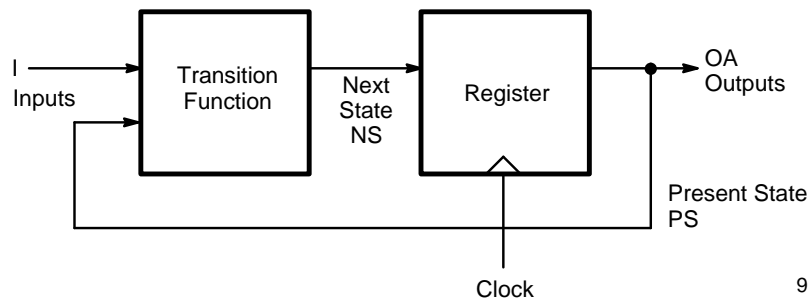 I
Inputs
Transition
Function
Next
State
NS
Register
OA
Outputs
Present State
PS
Clock
9